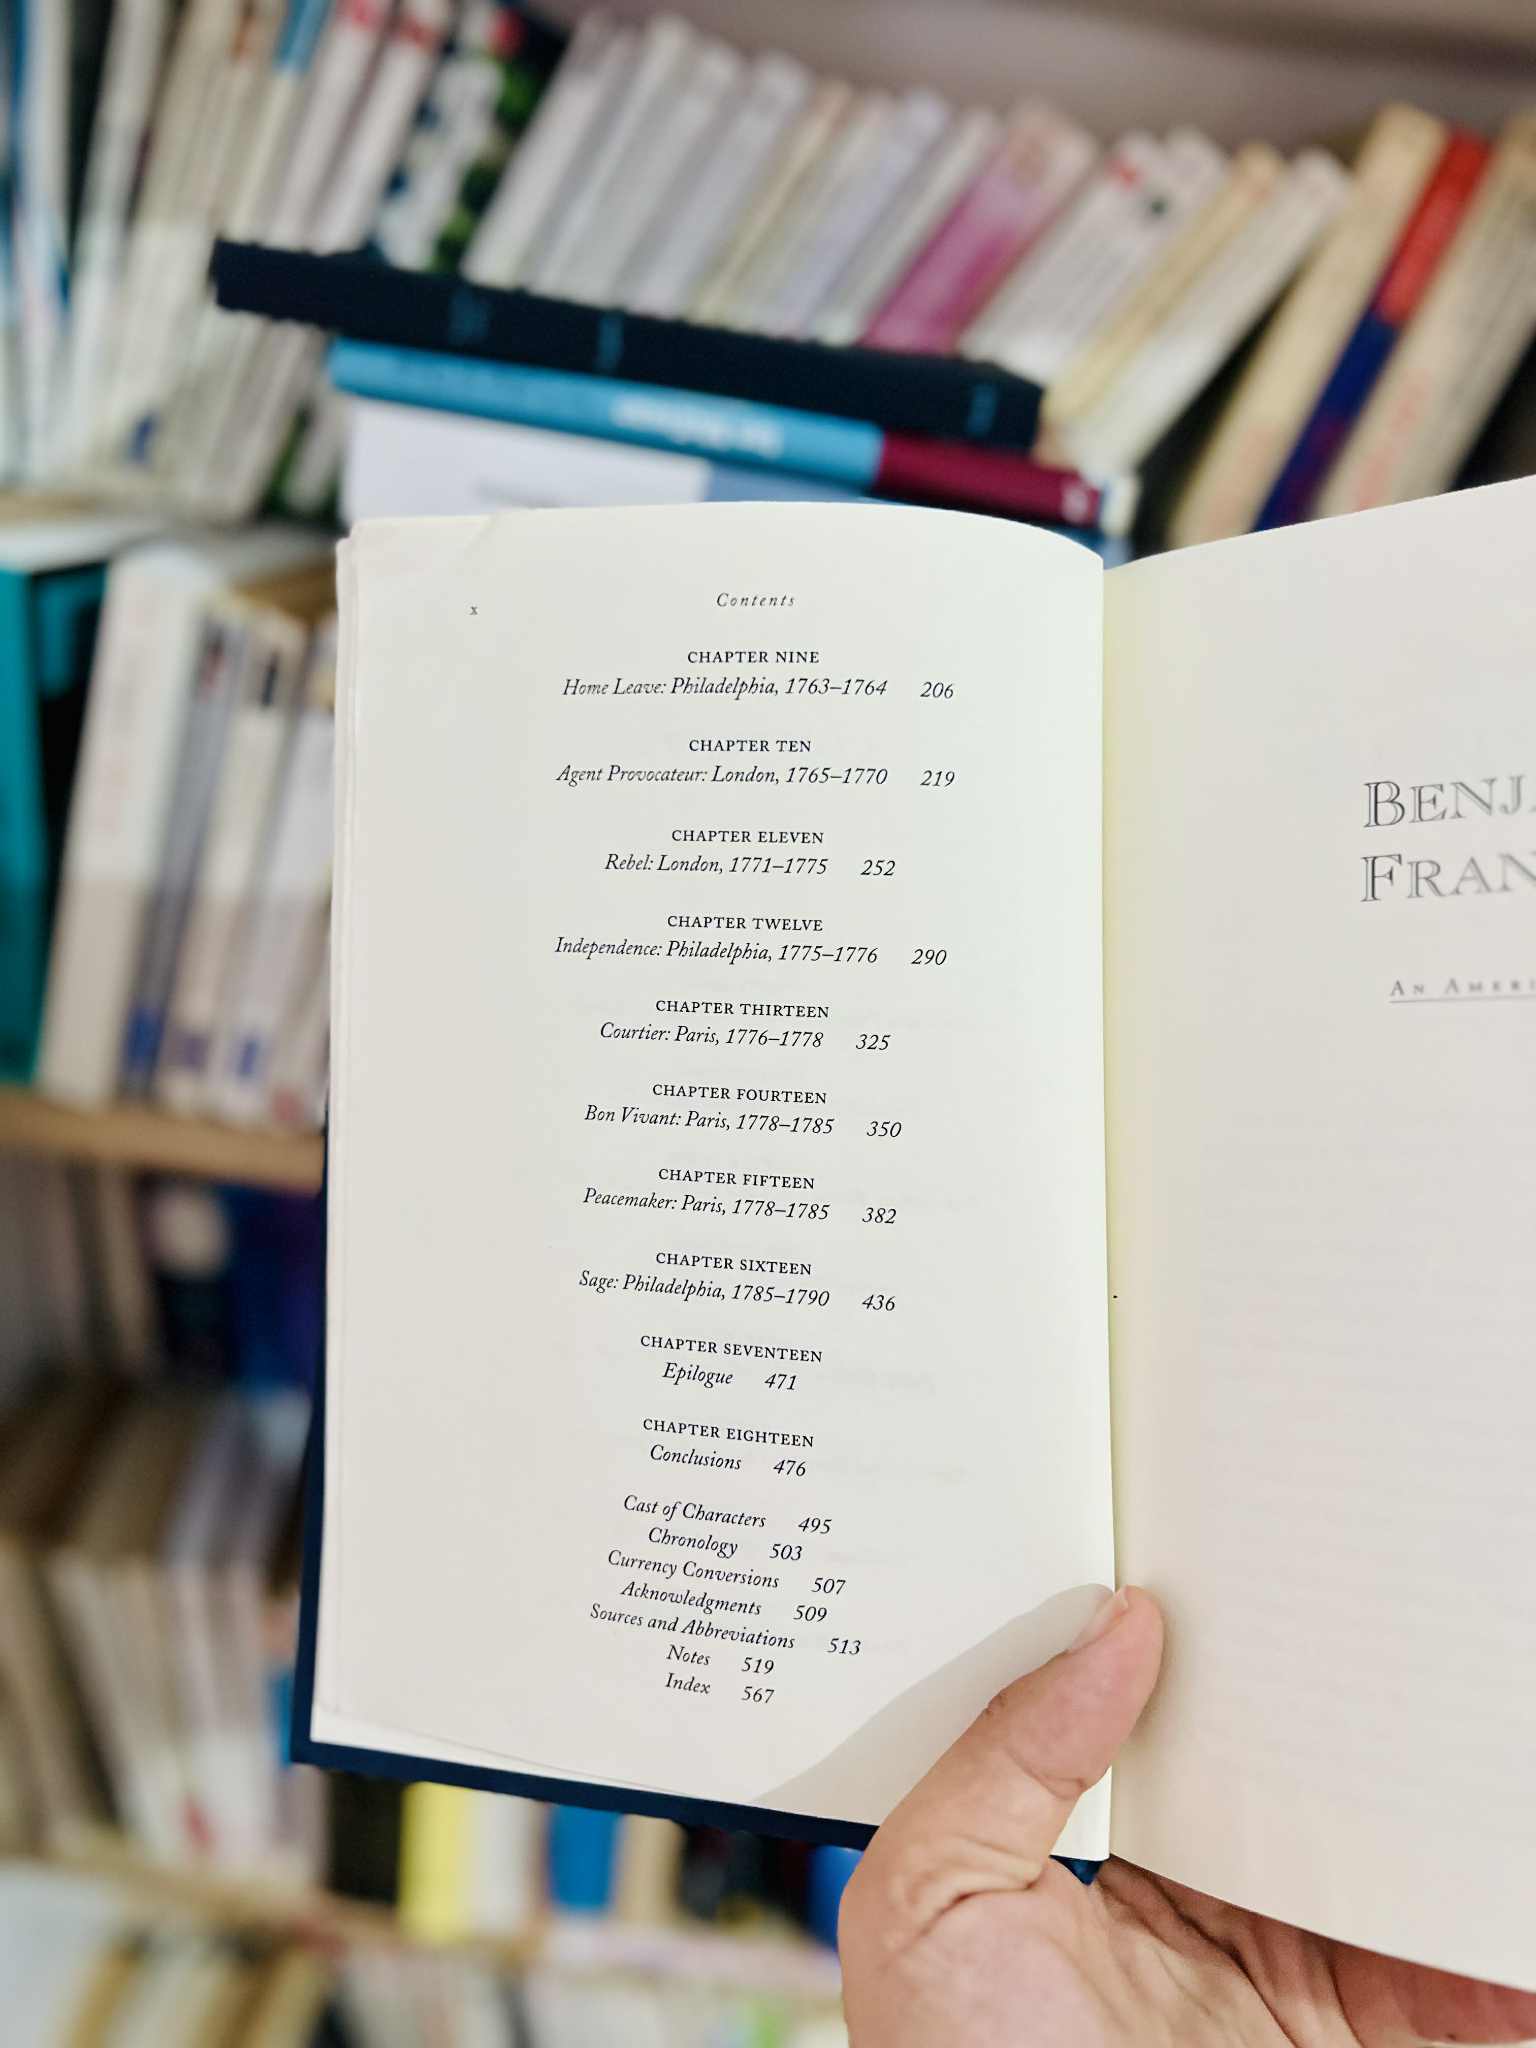 x
Contents
CHAPTER NINE
Home Leave: Philadelphia, 1763–1764 206
CHAPTER TEN
Agent Provocateur: London, 1765–1770 219
CHAPTER ELEVEN
Rebel: London, 1771–1775 252
CHAPTER TWELVE
Independence: Philadelphia, 1775–1776 290
CHAPTER THIRTEEN
Courtier: Paris, 1776–1778 325
CHAPTER FOURTEEN
Bon Vivant: Paris, 1778–1785 350
CHAPTER FIFTEEN
Peacemaker: Paris, 1778–1785 382
CHAPTER SIXTEEN
Sage: Philadelphia, 1785–1790 436
CHAPTER SEVENTEEN
Epilogue 471
CHAPTER EIGHTEEN
Conclusions 476
Cast of Characters 495
Chronology 503
Currency Conversions 507
Acknowledgments 509
Sources and Abbreviations 513
Notes 519
Index 567
BENJA
FRAN
AN AMERI